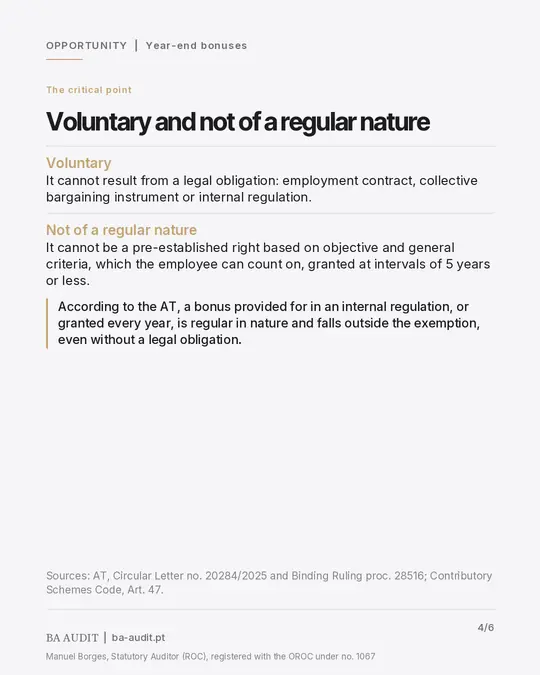 OPPORTUNITY | Year-end bonuses
The critical point
Voluntary and not of a regular nature
Voluntary
It cannot result from a legal obligation: employment contract, collective
bargaining instrument or internal regulation.
Not of a regular nature
It cannot be a pre-established right based on objective and general
criteria, which the employee can count on, granted at intervals of 5 years
or less.
According to the AT, a bonus provided for in an internal regulation, or
granted every year, is regular in nature and falls outside the exemption,
even without a legal obligation.
Sources: AT, Circular Letter no. 20284/2025 and Binding Ruling proc. 28516; Contributory
Schemes Code, Art. 47.
4/6
BA AUDIT | ba-audit.pt
Manuel Borges, Statutory Auditor (ROC), registered with the OROC under no. 1067